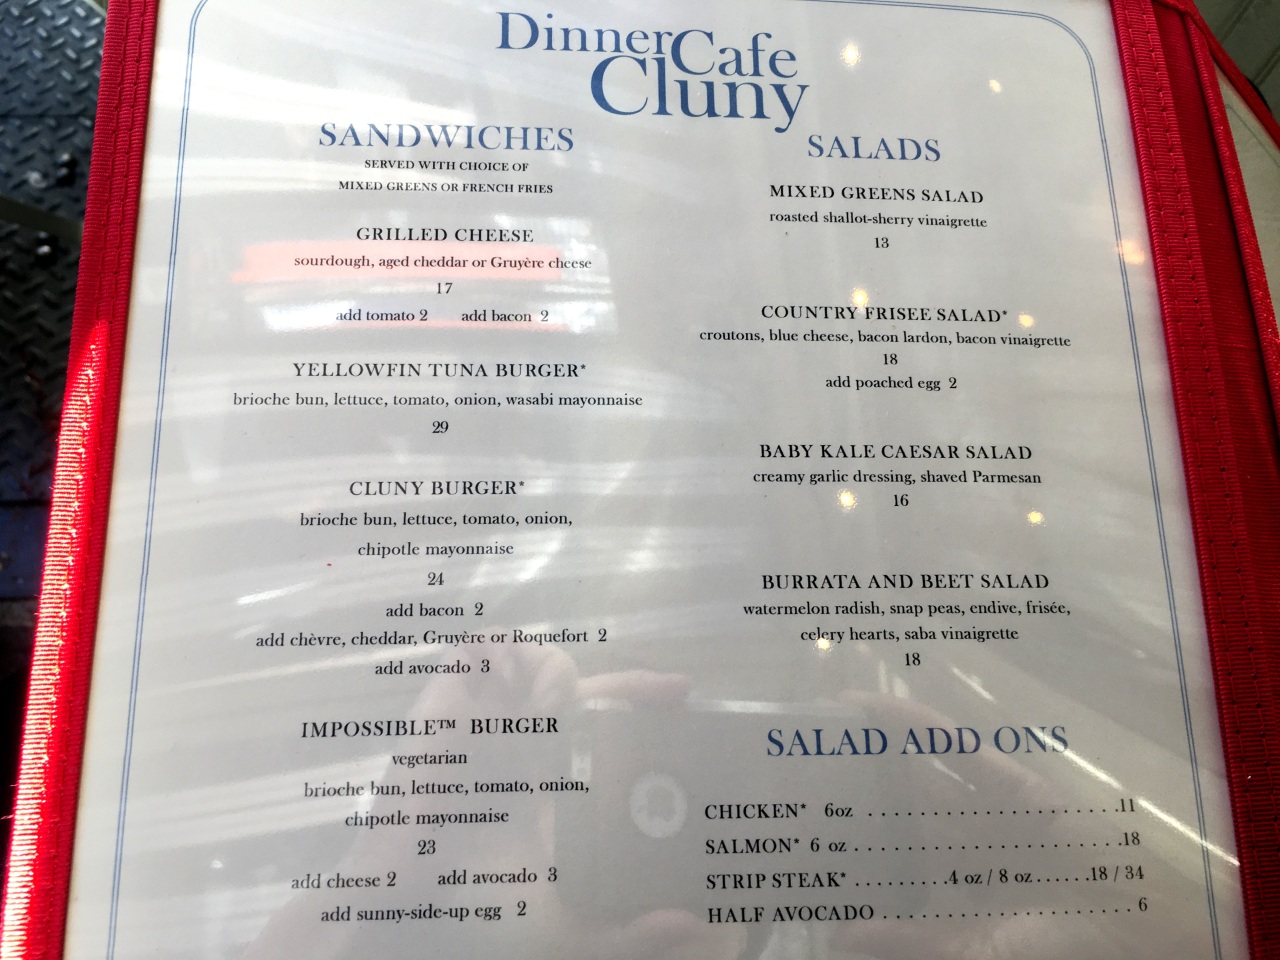 Dinner Cafe
Cluny
SANDWICHES
SERVED WITH CHOICE OF
MIXED GREENS OR FRENCH FRIES
GRILLED CHEESE
sourdough, aged cheddar or Gruyère cheese
17
add tomato 2 add bacon 2
YELLOWFIN TUNA BURGER*
brioche bun, lettuce, tomato, onion, wasabi mayonnaise
29
CLUNY BURGER*
brioche bun, lettuce, tomato, onion,
chipotle mayonnaise
24
add bacon 2
add chèvre, cheddar, Gruyère or Roquefort 2
add avocado 3
IMPOSSIBLE™ BURGER
vegetarian
brioche bun, lettuce, tomato, onion,
chipotle mayonnaise
23
add cheese 2 add avocado 3
add sunny-side-up egg 2
SALADS
MIXED GREENS SALAD
roasted shallot-sherry vinaigrette
13
COUNTRY FRISEE SALAD*
croutons, blue cheese, bacon lardon, bacon vinaigrette
18
add poached egg 2
BABY KALE CAESAR SALAD
creamy garlic dressing, shaved Parmesan
16
BURRATA AND BEET SALAD
watermelon radish, snap peas, endive, frisée,
celery hearts, saba vinaigrette
18
SALAD ADD ONS
CHICKEN* 6oz . . . . . . . . . . . . . . . . . . . .11
SALMON* 6 oz . . . . . . . . . . . . . . . . . . . . . .18
STRIP STEAK* . . . . . . . .4 oz / 8 oz . . . . . .18 / 34
HALF AVOCADO . . . . . . . . . . . . . . . . . . . . . 6